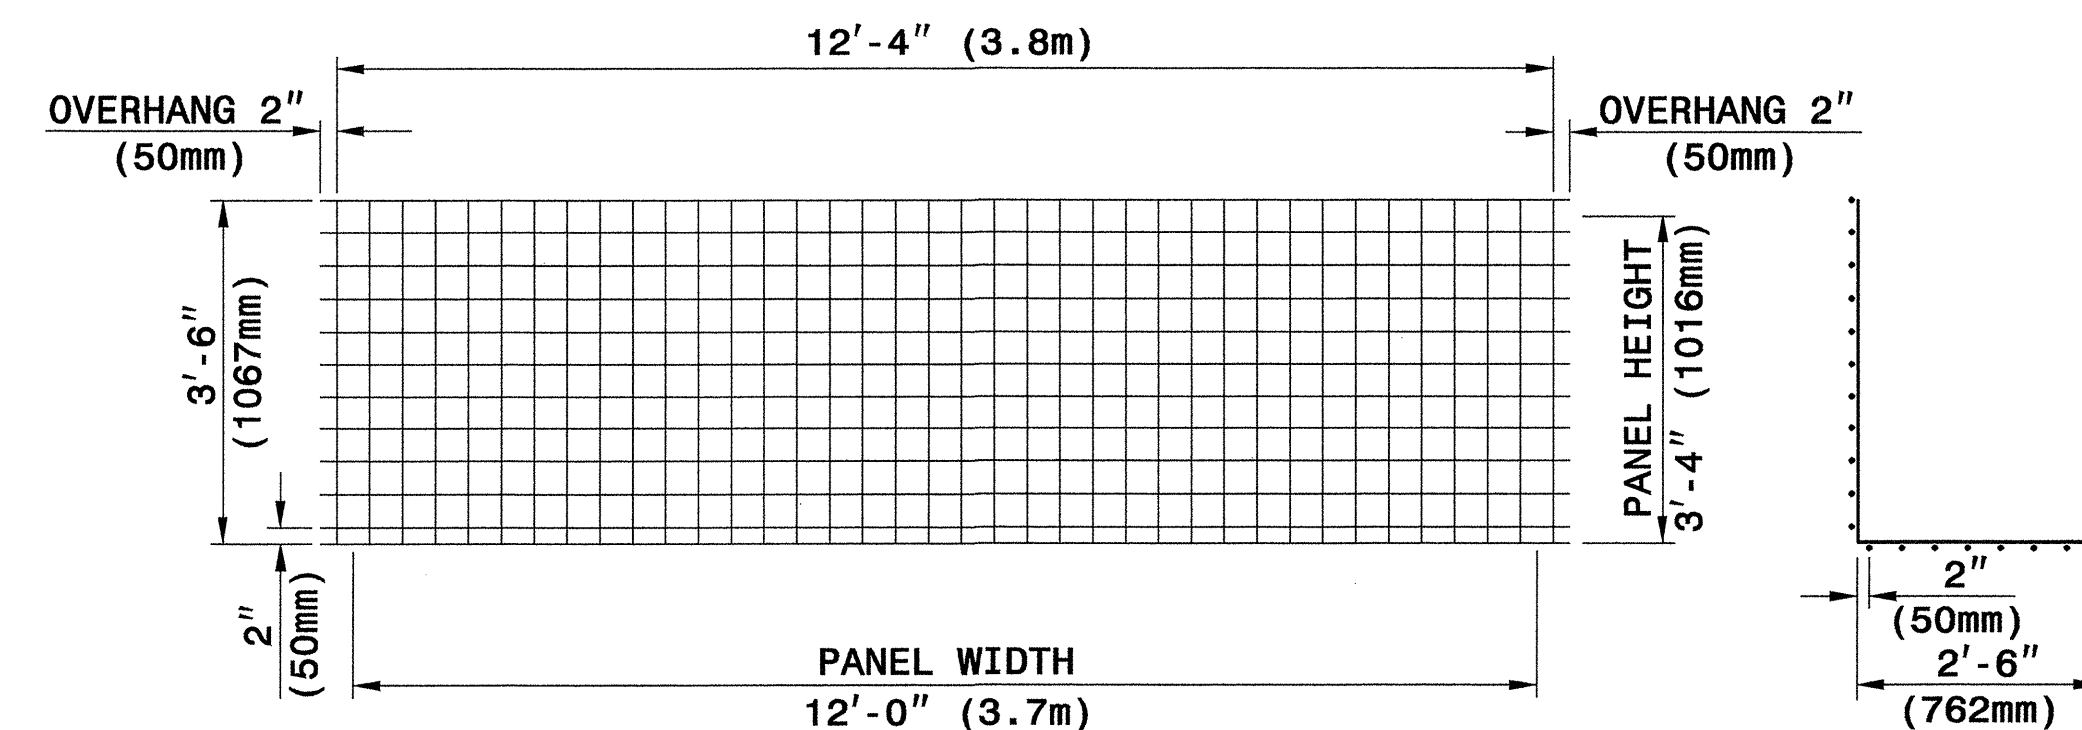 12'-4" (3.8m)
OVERHANG 2"
(50mm)
OVERHANG 2"
(50mm)
3'-6"
(1067mm)
PANEL HEIGHT
3'-4" (1016mm)
2"
(50mm)
PANEL WIDTH
12'-0" (3.7m)
2"
(50mm)
2'-6"
(762mm)